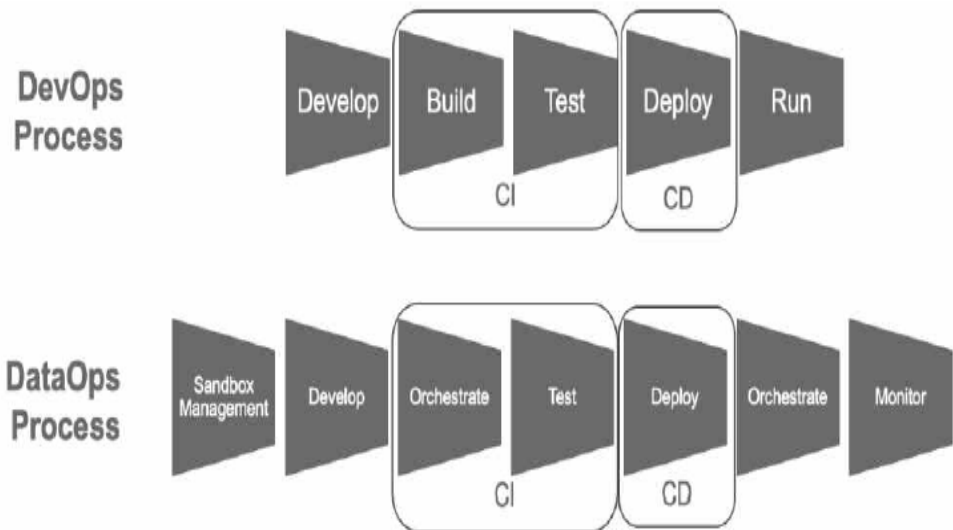 DevOps
Process
Develop
Build
Test
Deploy
Run
CI
CD
DataOps
Process
Sandbox
Management
Develop
Orchestrate
Test
Deploy
Orchestrate
Monitor
CI
CD